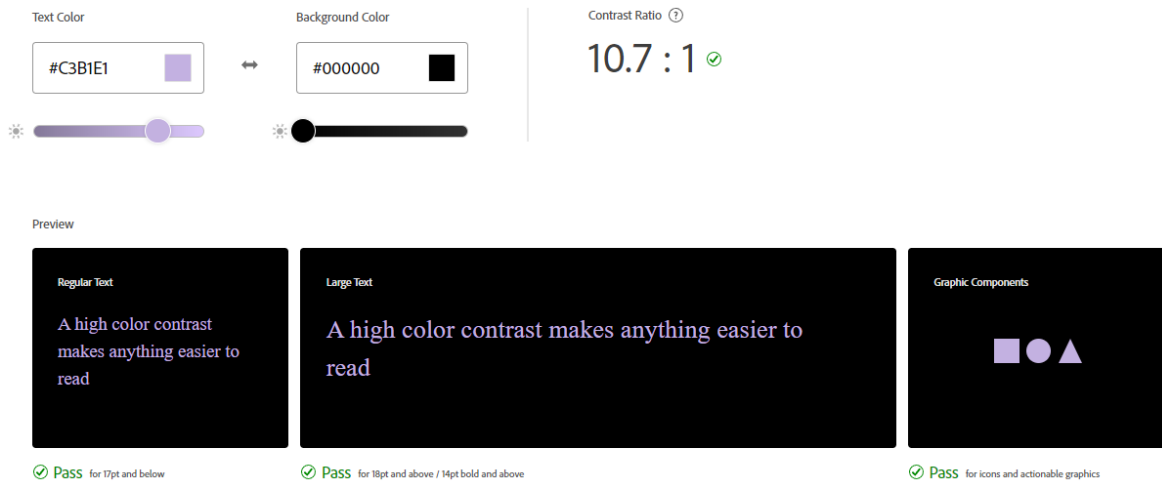 Text Color
#C3B1E1
Background Color
#000000
Contrast Ratio ?
10.7 : 1
Preview
Regular Text
A high color contrast
makes anything easier to
read
Pass for 17pt and below
Large Text
A high color contrast makes anything easier to
read
Pass for 18pt and above / 14pt bold and above
Graphic Components
Pass for icons and actionable graphics